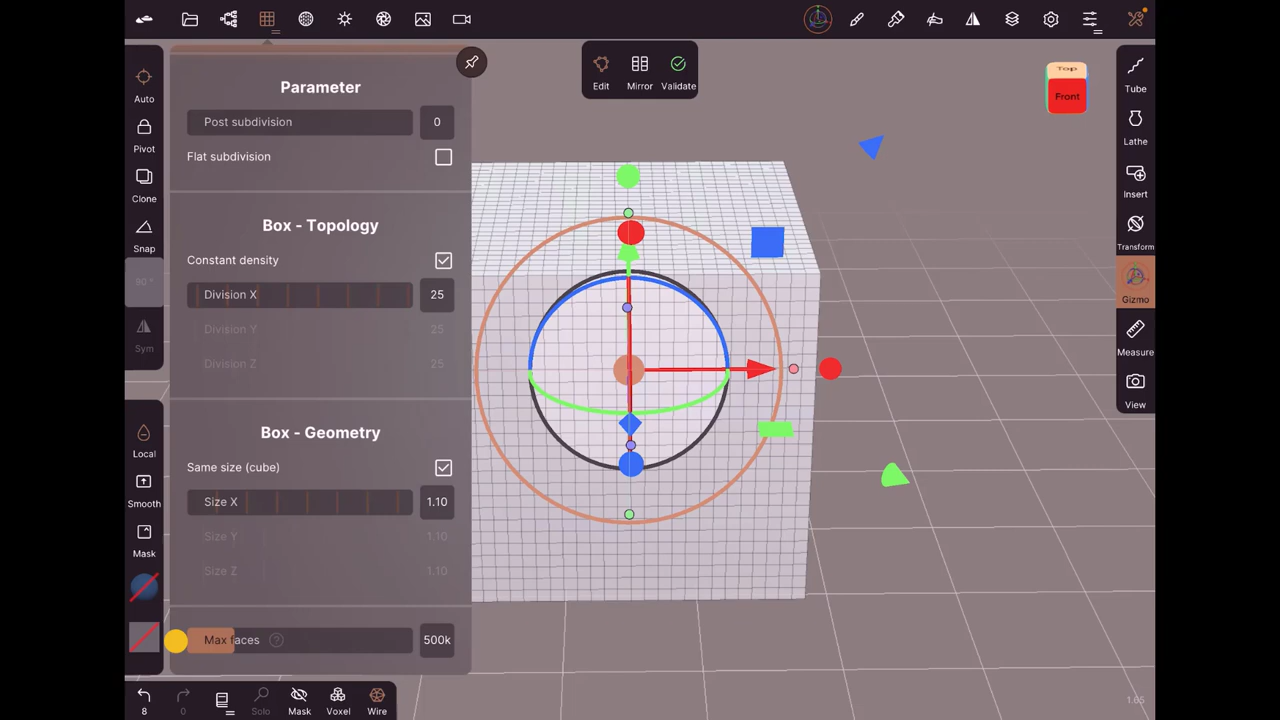 Edit
Mirror
Validate
Top
Front
Auto
Pivot
Clone
Snap
90°
Sym
Local
Smooth
Mask
Parameter
Post subdivision 0
Flat subdivision
Box - Topology
Constant density
Division X 25
Division Y 25
Division Z 25
Box - Geometry
Same size (cube)
Size X 1.10
Size Y 1.10
Size Z 1.10
Max faces ? 500k
Tube
Lathe
Insert
Transform
Gizmo
Measure
View
8
0
Solo
Mask
Voxel
Wire
1.65